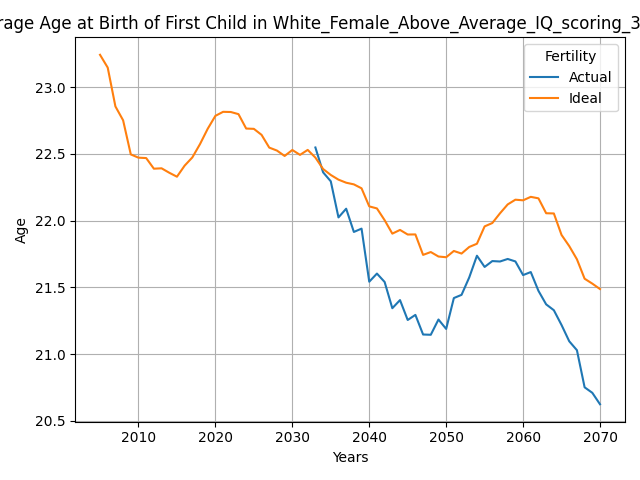 rage Age at Birth of First Child in White_Female_Above_Average_IQ_scoring_3
Fertility
Actual
Ideal
23.0
22.5
22.0
21.5
21.0
20.5
Age
2010 2020 2030 2040 2050 2060 2070
Years